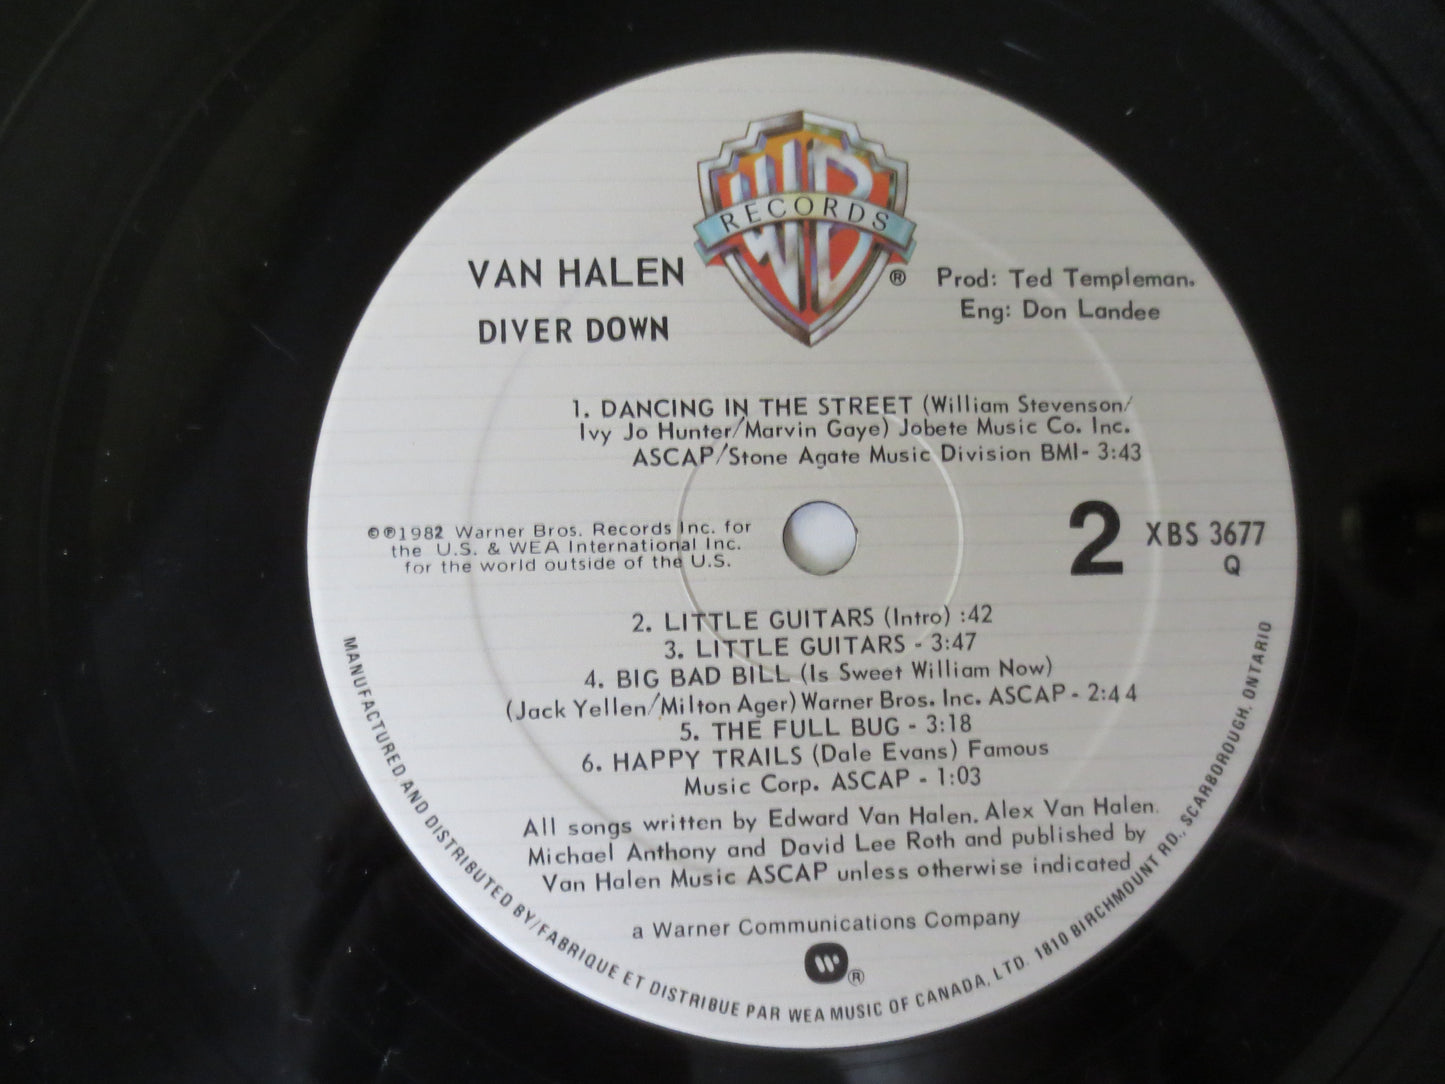 WB
RECORDS
®
VAN HALEN
DIVER DOWN
Prod: Ted Templeman.
Eng: Don Landee
1. DANCING IN THE STREET (William Stevenson/
Ivy Jo Hunter/Marvin Gaye) Jobete Music Co. Inc.
ASCAP/Stone Agate Music Division BMI- 3:43
©℗1982 Warner Bros. Records Inc. for
the U.S. & WEA International Inc.
for the world outside of the U.S.
2
XBS 3677
Q
2. LITTLE GUITARS (Intro) :42
3. LITTLE GUITARS - 3:47
4. BIG BAD BILL (Is Sweet William Now)
(Jack Yellen/Milton Ager) Warner Bros. Inc. ASCAP - 2:44
5. THE FULL BUG - 3:18
6. HAPPY TRAILS (Dale Evans) Famous
Music Corp. ASCAP - 1:03
All songs written by Edward Van Halen. Alex Van Halen.
Michael Anthony and David Lee Roth and published by
Van Halen Music ASCAP unless otherwise indicated
a Warner Communications Company
®
MANUFACTURED AND DISTRIBUTED BY/FABRIQUE ET DISTRIBUE PAR WEA MUSIC OF CANADA, LTD. 1810 BIRCHMOUNT RD., SCARBOROUGH, ONTARIO